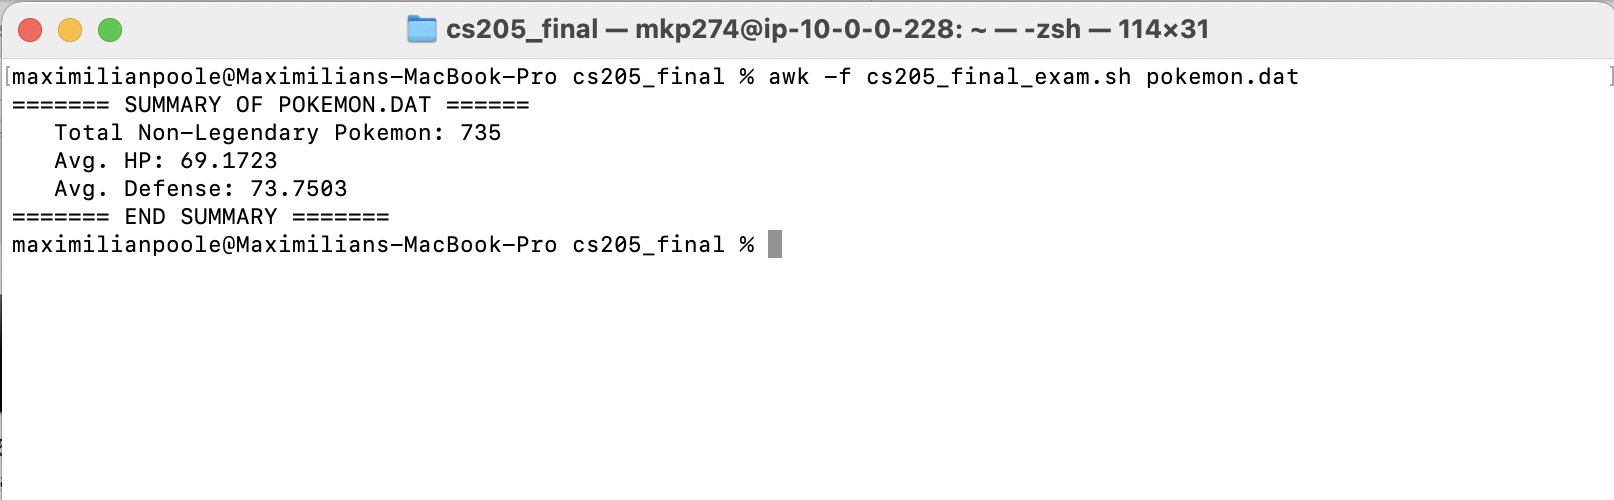 cs205_final — mkp274@ip-10-0-0-228: ~ — -zsh — 114×31
[maximilianpoole@Maximilians-MacBook-Pro cs205_final % awk -f cs205_final_exam.sh pokemon.dat ]
======= SUMMARY OF POKEMON.DAT ======
   Total Non-Legendary Pokemon: 735
   Avg. HP: 69.1723
   Avg. Defense: 73.7503
======= END SUMMARY =======
maximilianpoole@Maximilians-MacBook-Pro cs205_final %